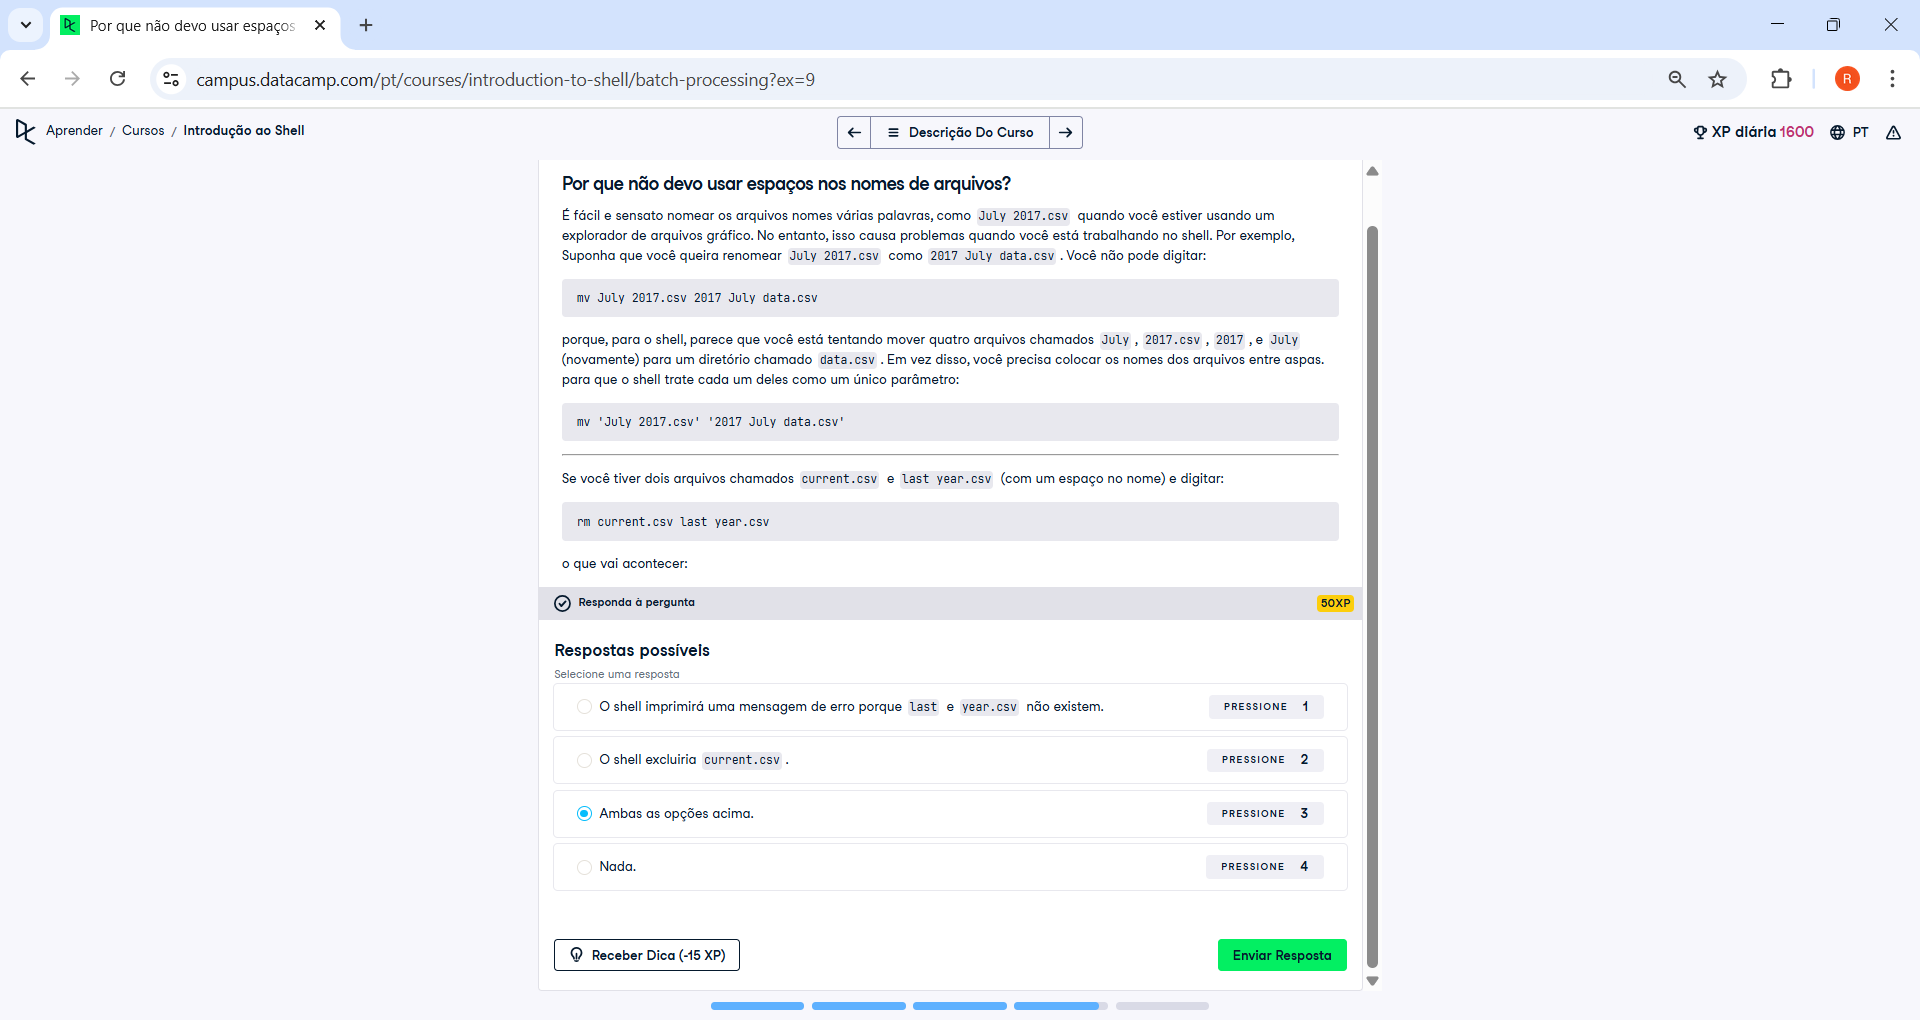 Por que não devo usar espaços
campus.datacamp.com/pt/courses/introduction-to-shell/batch-processing?ex=9
R
Aprender / Cursos / Introdução ao Shell
Descrição Do Curso
XP diária 1600
PT
Por que não devo usar espaços nos nomes de arquivos?
É fácil e sensato nomear os arquivos nomes várias palavras, como July 2017.csv quando você estiver usando um
explorador de arquivos gráfico. No entanto, isso causa problemas quando você está trabalhando no shell. Por exemplo,
Suponha que você queira renomear July 2017.csv como 2017 July data.csv . Você não pode digitar:
mv July 2017.csv 2017 July data.csv
porque, para o shell, parece que você está tentando mover quatro arquivos chamados July , 2017.csv , 2017 , e July
(novamente) para um diretório chamado data.csv . Em vez disso, você precisa colocar os nomes dos arquivos entre aspas.
para que o shell trate cada um deles como um único parâmetro:
mv 'July 2017.csv' '2017 July data.csv'
Se você tiver dois arquivos chamados current.csv e last year.csv (com um espaço no nome) e digitar:
rm current.csv last year.csv
o que vai acontecer:
Responda à pergunta
50XP
Respostas possíveis
Selecione uma resposta
O shell imprimirá uma mensagem de erro porque last e year.csv não existem.
PRESSIONE 1
O shell excluiria current.csv .
PRESSIONE 2
Ambas as opções acima.
PRESSIONE 3
Nada.
PRESSIONE 4
Receber Dica (-15 XP)
Enviar Resposta